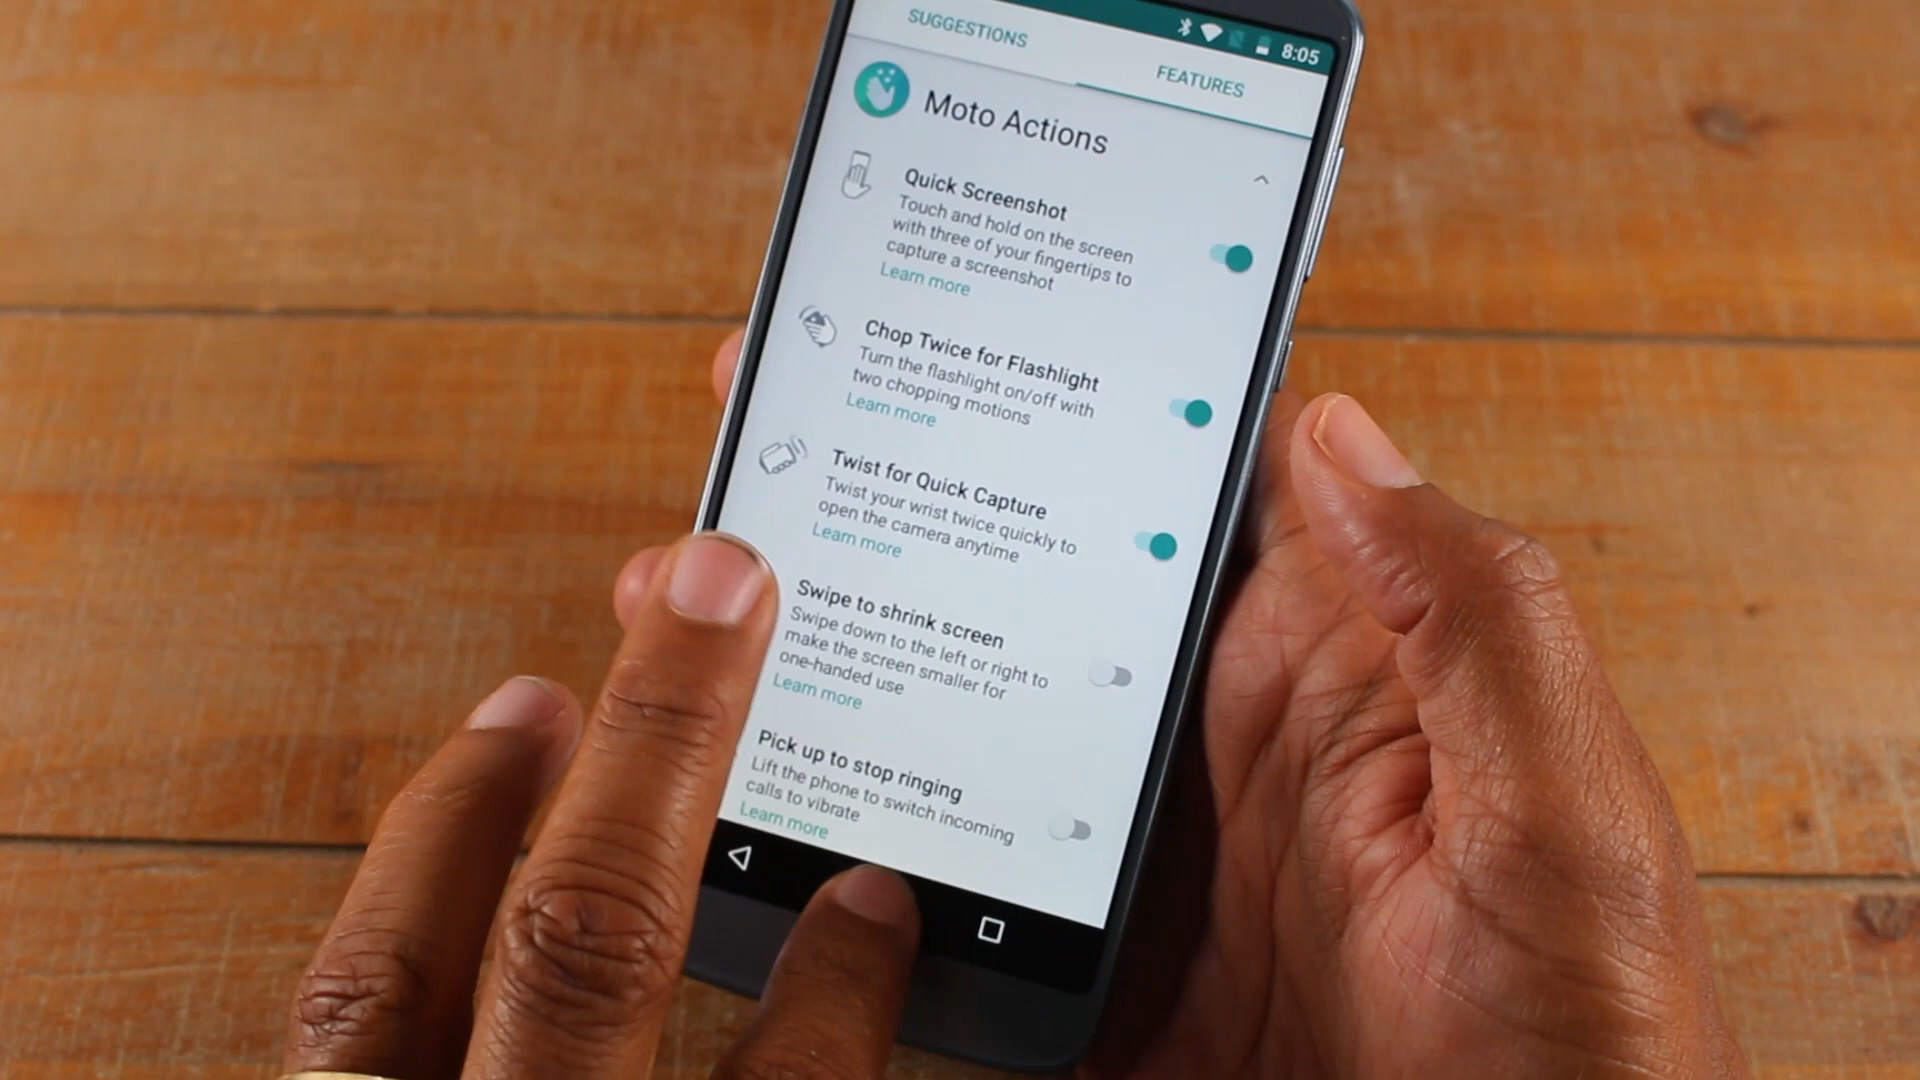 8:05
SUGGESTIONS
FEATURES
Moto Actions
Quick Screenshot
Touch and hold on the screen
with three of your fingertips to
capture a screenshot
Learn more
Chop Twice for Flashlight
Turn the flashlight on/off with
two chopping motions
Learn more
Twist for Quick Capture
Twist your wrist twice quickly to
open the camera anytime
Learn more
Swipe to shrink screen
Swipe down to the left or right to
make the screen smaller for
one-handed use
Learn more
Pick up to stop ringing
Lift the phone to switch incoming
calls to vibrate
Learn more